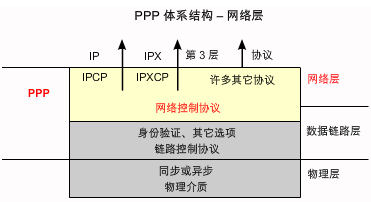 PPP 体系结构 – 网络层
IP IPX 第 3 层 协议
IPCP IPXCP 许多其它协议 网络层
PPP
网络控制协议
身份验证、其它选项 数据链路层
链路控制协议
同步或异步 物理层
物理介质